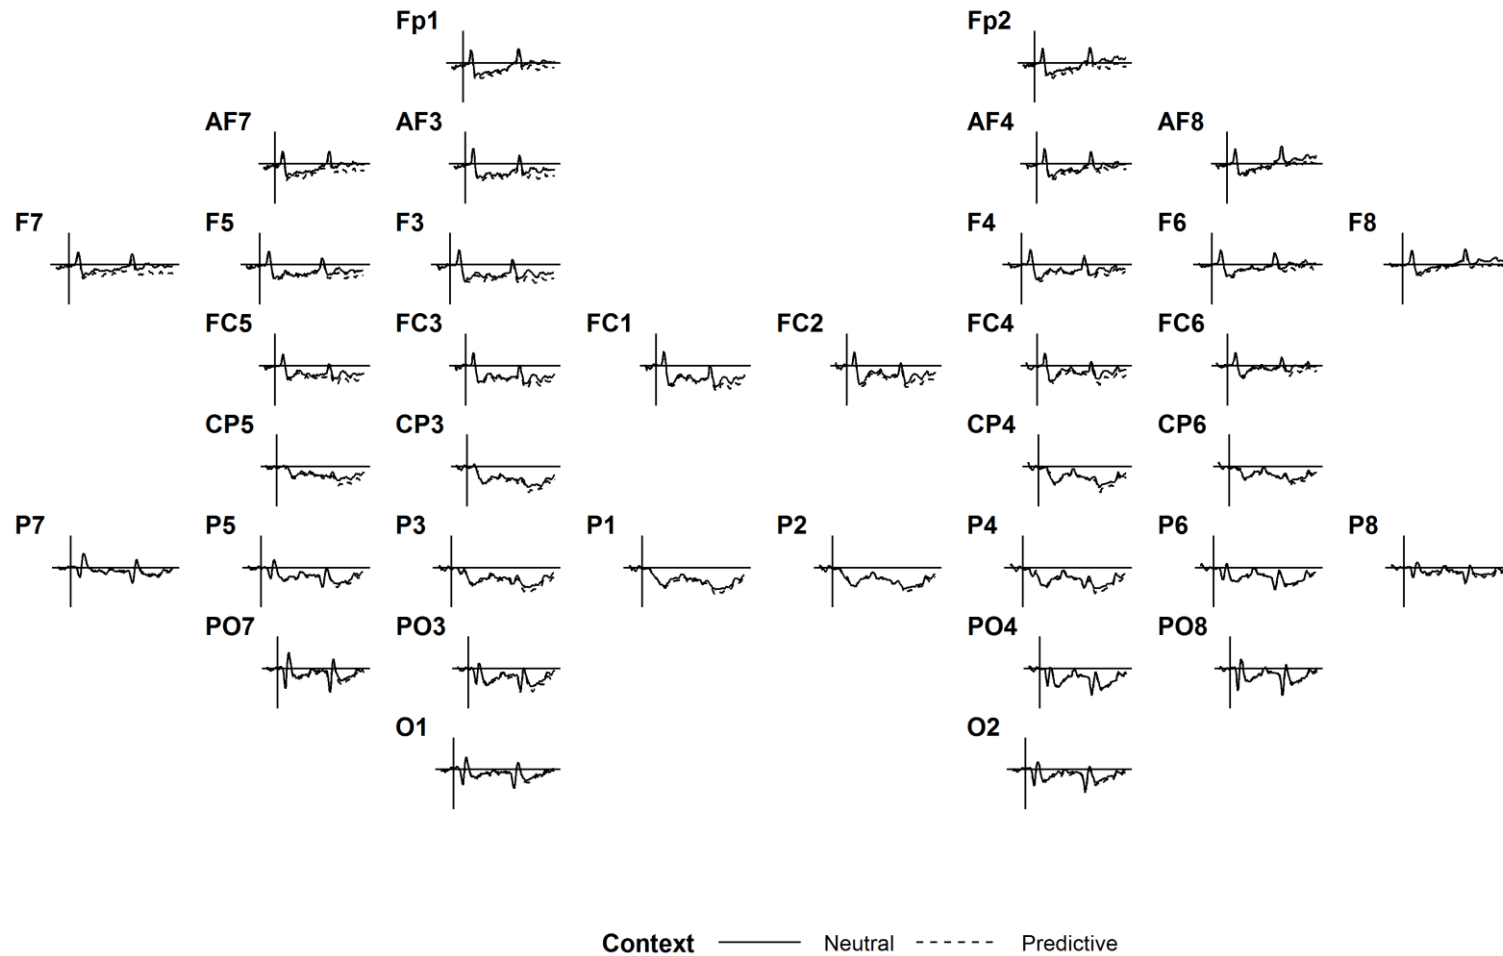 Fp1 Fp2
AF7 AF3 AF4 AF8
F7 F5 F3 F4 F6 F8
FC5 FC3 FC1 FC2 FC4 FC6
CP5 CP3 CP4 CP6
P7 P5 P3 P1 P2 P4 P6 P8
PO7 PO3 PO4 PO8
O1 O2
Context Neutral Predictive